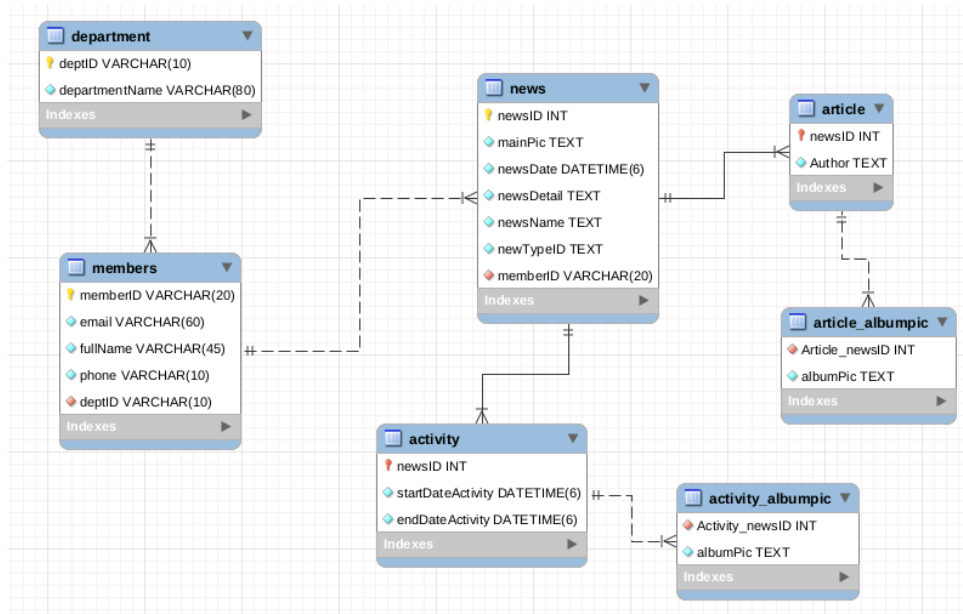 department
deptID VARCHAR(10)
departmentName VARCHAR(80)
Indexes
members
memberID VARCHAR(20)
email VARCHAR(60)
fullName VARCHAR(45)
phone VARCHAR(10)
deptID VARCHAR(10)
Indexes
news
newsID INT
mainPic TEXT
newsDate DATETIME(6)
newsDetail TEXT
newsName TEXT
newTypeID TEXT
memberID VARCHAR(20)
Indexes
article
newsID INT
Author TEXT
Indexes
article_albumpic
Article_newsID INT
albumPic TEXT
Indexes
activity
newsID INT
startDateActivity DATETIME(6)
endDateActivity DATETIME(6)
Indexes
activity_albumpic
Activity_newsID INT
albumPic TEXT
Indexes